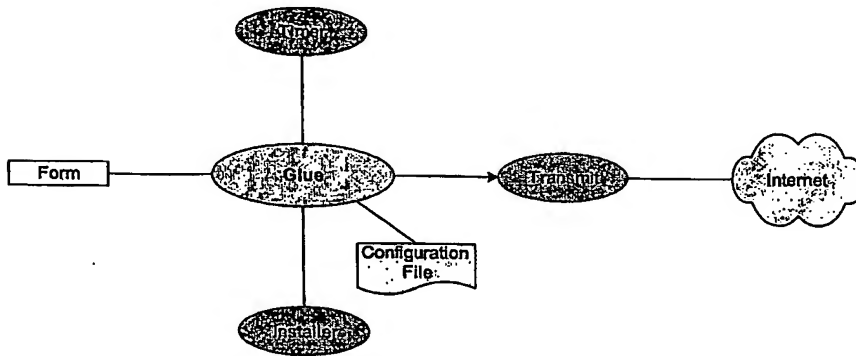 Timer
Form
Glue
Transmit
Internet
Configuration
File
Installer